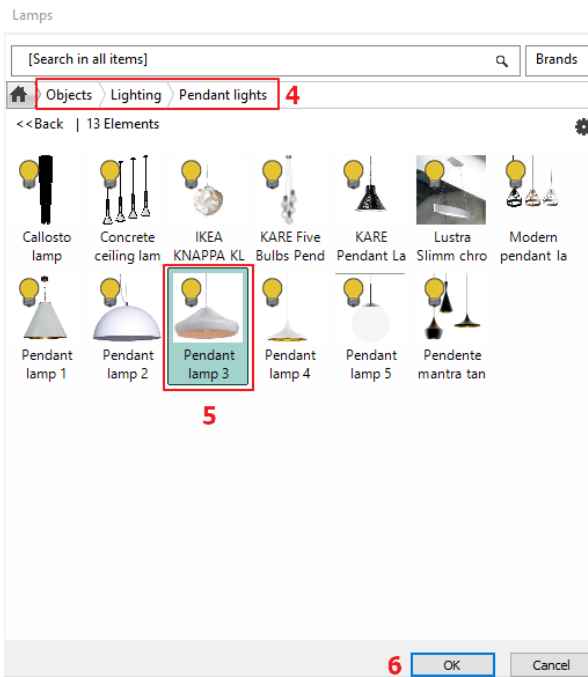 Lamps
[Search in all items] Brands
Objects Lighting Pendant lights 4
<<Back | 13 Elements
Callosto lamp
Concrete ceiling lam
IKEA KNAPPA KL
KARE Five Bulbs Pend
KARE Pendant La
Lustra Slimm chro
Modern pendant la
Pendant lamp 1
Pendant lamp 2
Pendant lamp 3
Pendant lamp 4
Pendant lamp 5
Pendente mantra tan
5
6 OK Cancel